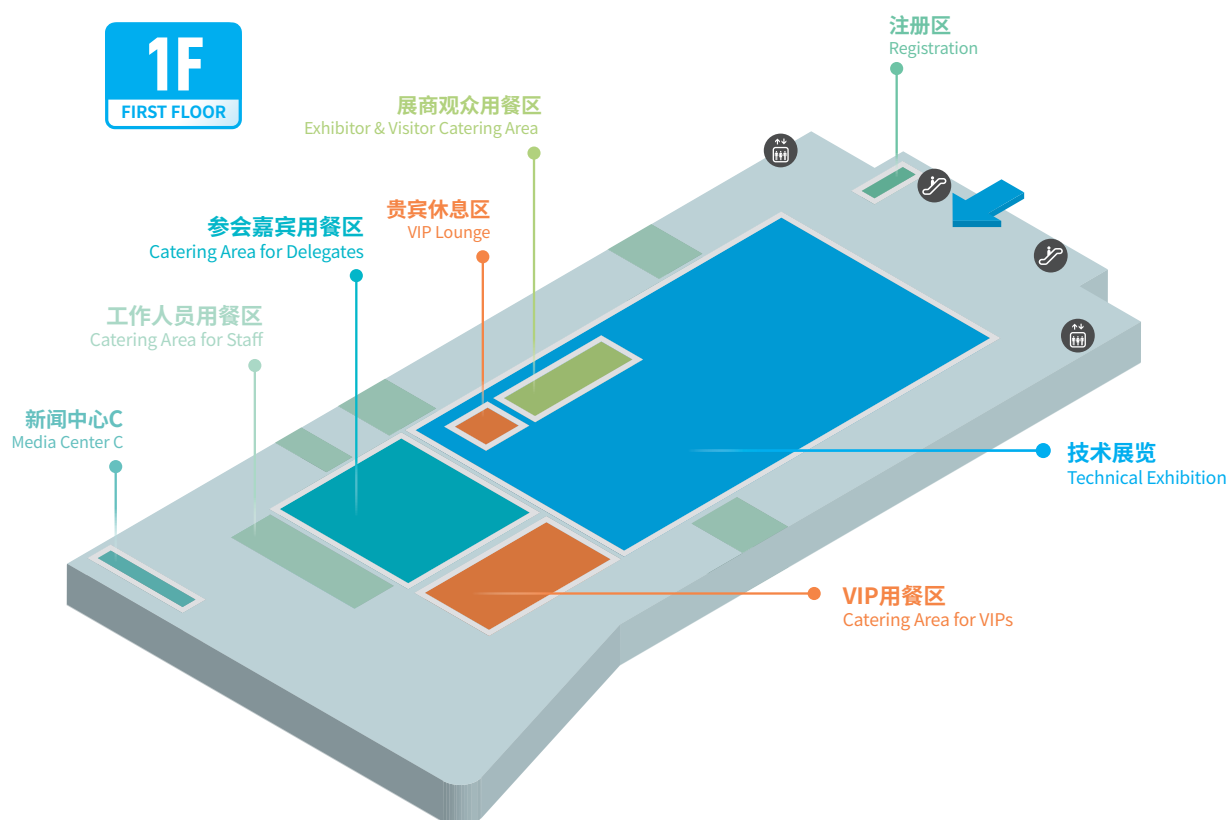 1F
FIRST FLOOR
注册区
Registration
展商观众用餐区
Exhibitor & Visitor Catering Area
贵宾休息区
VIP Lounge
参会嘉宾用餐区
Catering Area for Delegates
工作人员用餐区
Catering Area for Staff
新闻中心C
Media Center C
技术展览
Technical Exhibition
VIP用餐区
Catering Area for VIPs